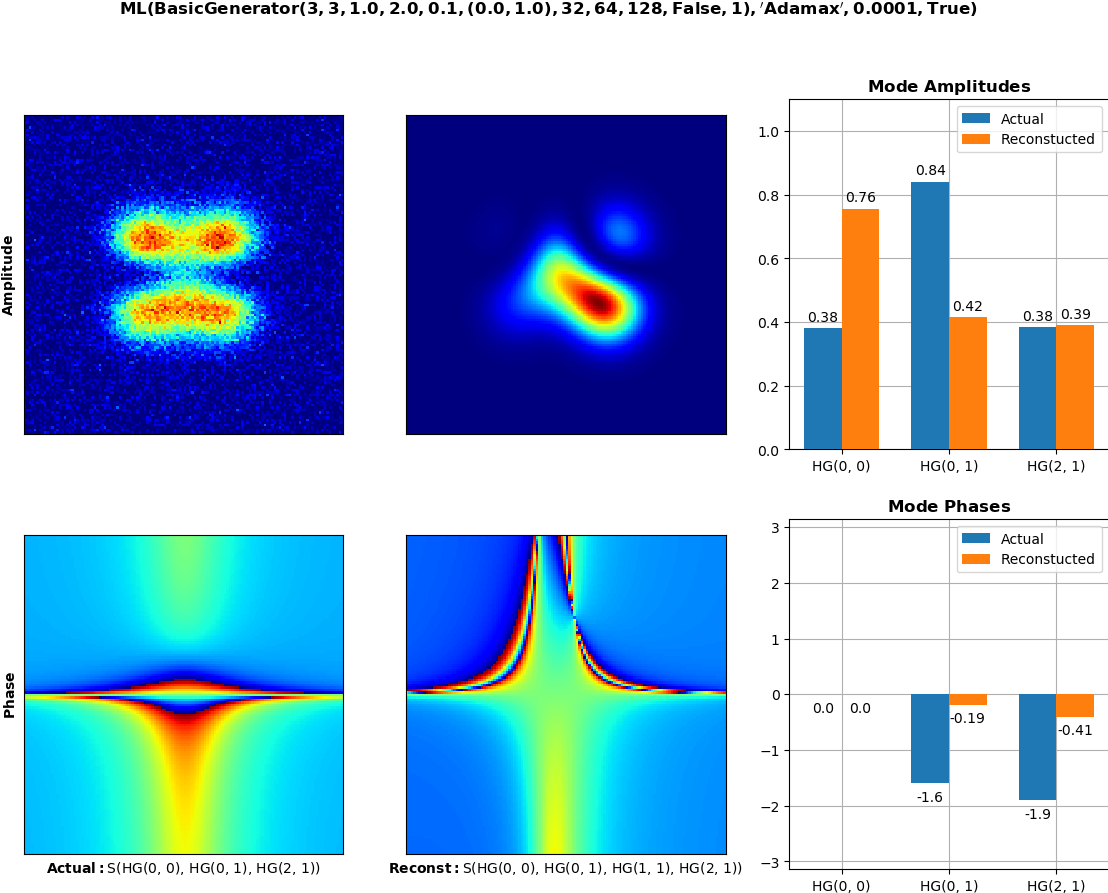 ML(BasicGenerator(3, 3, 1.0, 2.0, 0.1, (0.0, 1.0), 32, 64, 128, False, 1), 'Adamax', 0.0001, True)
Amplitude
Mode Amplitudes
Actual
Reconstucted
1.0
0.8
0.6
0.4
0.2
0.0
0.38
0.76
0.84
0.42
0.38
0.39
HG(0, 0)
HG(0, 1)
HG(2, 1)
Phase
Actual: S(HG(0, 0), HG(0, 1), HG(2, 1))
Reconst: S(HG(0, 0), HG(0, 1), HG(1, 1), HG(2, 1))
Mode Phases
Actual
Reconstucted
3
2
1
0
−1
−2
−3
0.0
0.0
-1.6
-0.19
-1.9
-0.41
HG(0, 0)
HG(0, 1)
HG(2, 1)